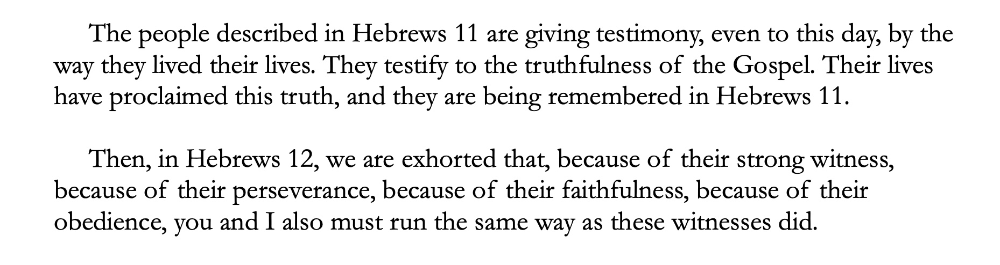 The people described in Hebrews 11 are giving testimony, even to this day, by the
way they lived their lives. They testify to the truthfulness of the Gospel. Their lives
have proclaimed this truth, and they are being remembered in Hebrews 11.
Then, in Hebrews 12, we are exhorted that, because of their strong witness,
because of their perseverance, because of their faithfulness, because of their
obedience, you and I also must run the same way as these witnesses did.